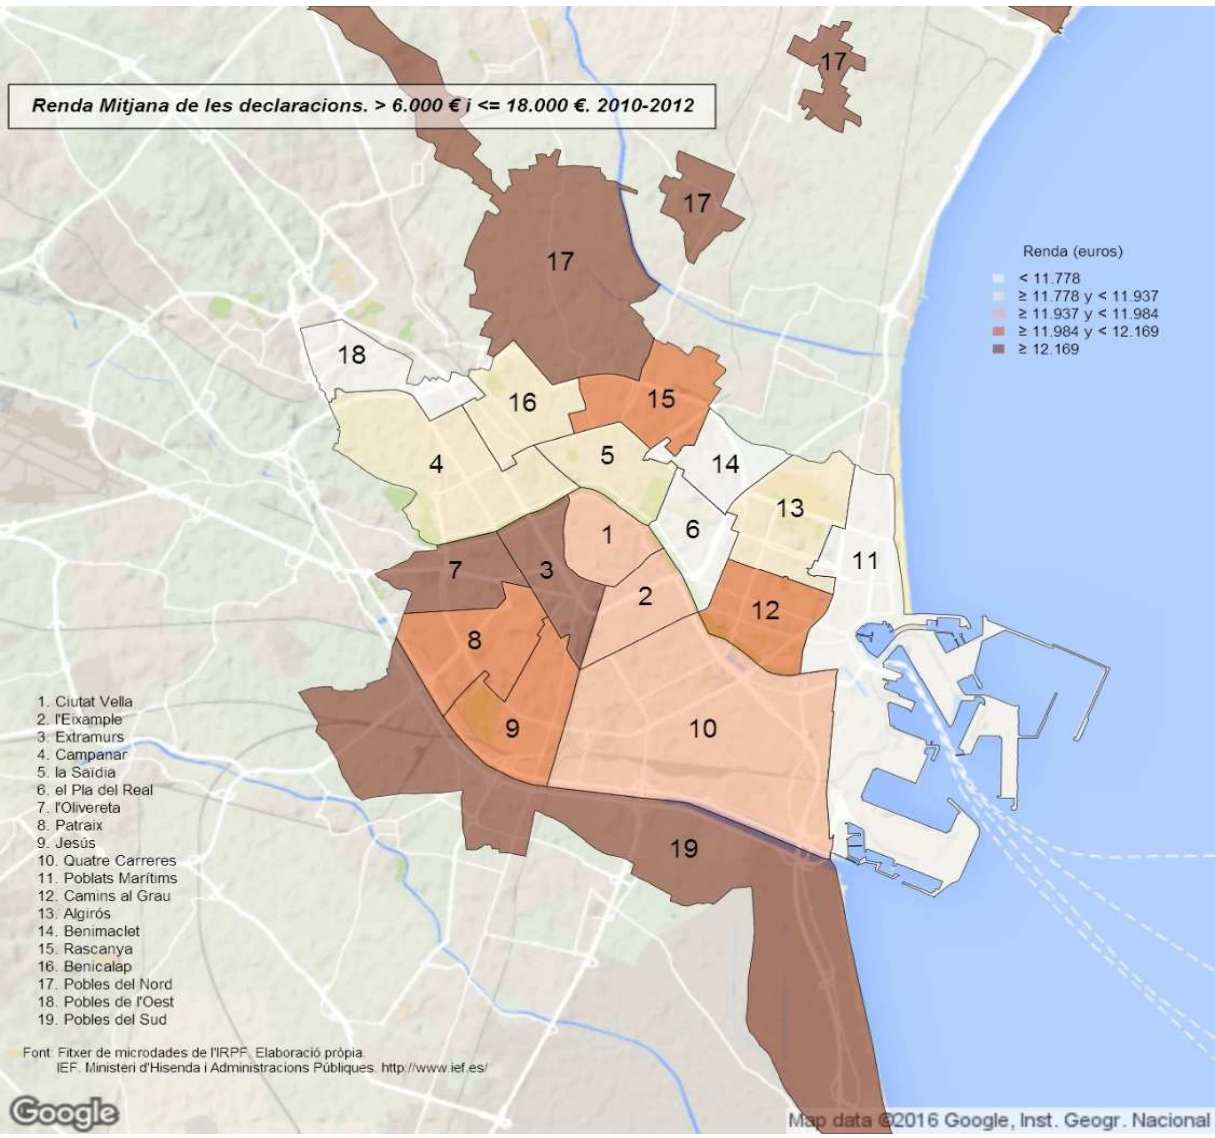 17
Renda Mitjana de les declaracions. > 6.000 € i <= 18.000 €. 2010-2012
17
17
Renda (euros)
< 11.778
≥ 11.778 y < 11.937
≥ 11.937 y < 11.984
≥ 11.984 y < 12.169
≥ 12.169
18
16
15
4
5
14
13
1
6
11
7
3
2
12
8
9
10
19
1. Ciutat Vella
2. l'Eixample
3. Extramurs
4. Campanar
5. la Saïdia
6. el Pla del Real
7. l'Olivereta
8. Patraix
9. Jesús
10. Quatre Carreres
11. Poblats Marítims
12. Camins al Grau
13. Algirós
14. Benimaclet
15. Rascanya
16. Benicalap
17. Pobles del Nord
18. Pobles de l'Oest
19. Pobles del Sud
Font: Fitxer de microdades de l'IRPF. Elaboració pròpia.
IEF. Ministeri d'Hisenda i Administracions Públiques. http://www.ief.es/
Google
Map data ©2016 Google, Inst. Geogr. Nacional